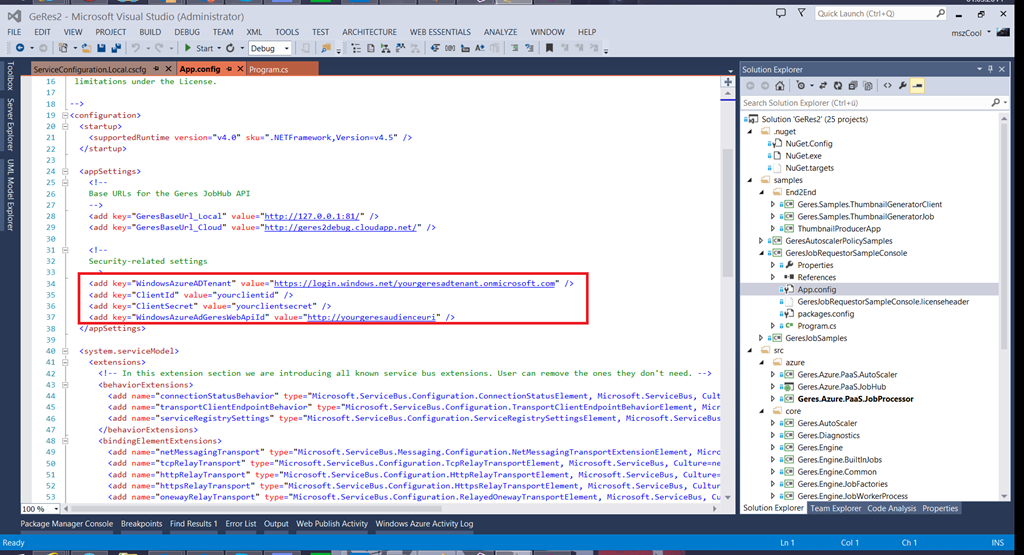 GeRes2 - Microsoft Visual Studio (Administrator)
Quick Launch (Ctrl+Q)
FILE EDIT VIEW PROJECT BUILD DEBUG TEAM XML TOOLS TEST ARCHITECTURE WEB ESSENTIALS ANALYZE WINDOW HELP
mszCool
Start Debug
Toolbox
Server Explorer
UML Model Explorer
ServiceConfiguration.Local.cscfg App.config Program.cs
16 limitations under the License.
17
18 -->
19 <configuration>
20 <startup>
21 <supportedRuntime version="v4.0" sku=".NETFramework,Version=v4.5" />
22 </startup>
23
24 <appSettings>
25 <!--
26 Base URLs for the Geres JobHub API
27 -->
28 <add key="GeresBaseUrl_Local" value="http://127.0.0.1:81/" />
29 <add key="GeresBaseUrl_Cloud" value="http://geres2debug.cloudapp.net/" />
30
31 <!--
32 Security-related settings
33
34 <add key="WindowsAzureADTenant" value="https://login.windows.net/yourgeresadtenant.onmicrosoft.com" />
35 <add key="ClientId" value="yourclientid" />
36 <add key="ClientSecret" value="yourclientsecret" />
37 <add key="WindowsAzureAdGeresWebApiId" value="http://yourgeresaudienceuri" />
38 </appSettings>
39
40 <system.serviceModel>
41 <extensions>
42 <!-- In this extension section we are introducing all known service bus extensions. User can remove the ones they don't need. -->
43 <behaviorExtensions>
44 <add name="connectionStatusBehavior" type="Microsoft.ServiceBus.Configuration.ConnectionStatusElement, Microsoft.ServiceBus, Cult
45 <add name="transportClientEndpointBehavior" type="Microsoft.ServiceBus.Configuration.TransportClientEndpointBehaviorElement, Micr
46 <add name="serviceRegistrySettings" type="Microsoft.ServiceBus.Configuration.ServiceRegistrySettingsElement, Microsoft.ServiceBus
47 </behaviorExtensions>
48 <bindingElementExtensions>
49 <add name="netMessagingTransport" type="Microsoft.ServiceBus.Messaging.Configuration.NetMessagingTransportExtensionElement, Micro
50 <add name="tcpRelayTransport" type="Microsoft.ServiceBus.Configuration.TcpRelayTransportElement, Microsoft.ServiceBus, Culture=ne
51 <add name="httpRelayTransport" type="Microsoft.ServiceBus.Configuration.HttpRelayTransportElement, Microsoft.ServiceBus, Culture=
52 <add name="httpsRelayTransport" type="Microsoft.ServiceBus.Configuration.HttpsRelayTransportElement, Microsoft.ServiceBus, Cultur
53 <add name="onewayRelayTransport" type="Microsoft.ServiceBus.Configuration.RelayedOnewayTransportElement, Microsoft.ServiceBus, Cu
100 %
Solution Explorer
Search Solution Explorer (Ctrl+ü)
Solution 'GeRes2' (25 projects)
.nuget
NuGet.Config
NuGet.exe
NuGet.targets
samples
End2End
Geres.Samples.ThumbnailGeneratorClient
Geres.Samples.ThumbnailGeneratorJob
ThumbnailProducerApp
GeresAutoscalerPolicySamples
GeresJobRequestorSampleConsole
Properties
References
App.config
GeresJobRequestorSampleConsole.licenseheader
packages.config
Program.cs
GeresJobSamples
src
azure
Geres.Azure.PaaS.AutoScaler
Geres.Azure.PaaS.JobHub
Geres.Azure.PaaS.JobProcessor
core
Geres.AutoScaler
Geres.Diagnostics
Geres.Engine
Geres.Engine.BuiltInJobs
Geres.Engine.Common
Geres.Engine.JobFactories
Geres.Engine.JobWorkerProcess
Solution Explorer Team Explorer Code Analysis Properties
Package Manager Console Breakpoints Find Results 1 Error List Output Web Publish Activity Windows Azure Activity Log
Ready Ln 1 Col 1 Ch 1 INS